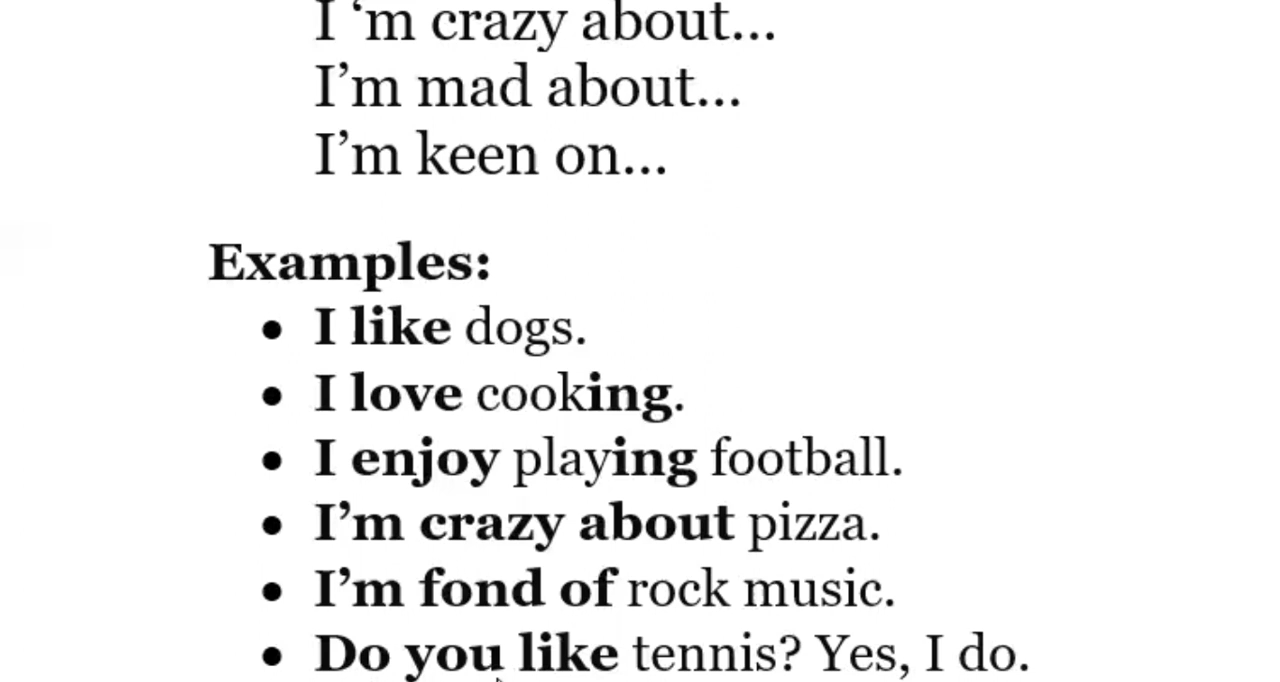 I ‘m crazy about...
I’m mad about...
I’m keen on...
Examples:
• I like dogs.
• I love cooking.
• I enjoy playing football.
• I’m crazy about pizza.
• I’m fond of rock music.
• Do you like tennis? Yes, I do.